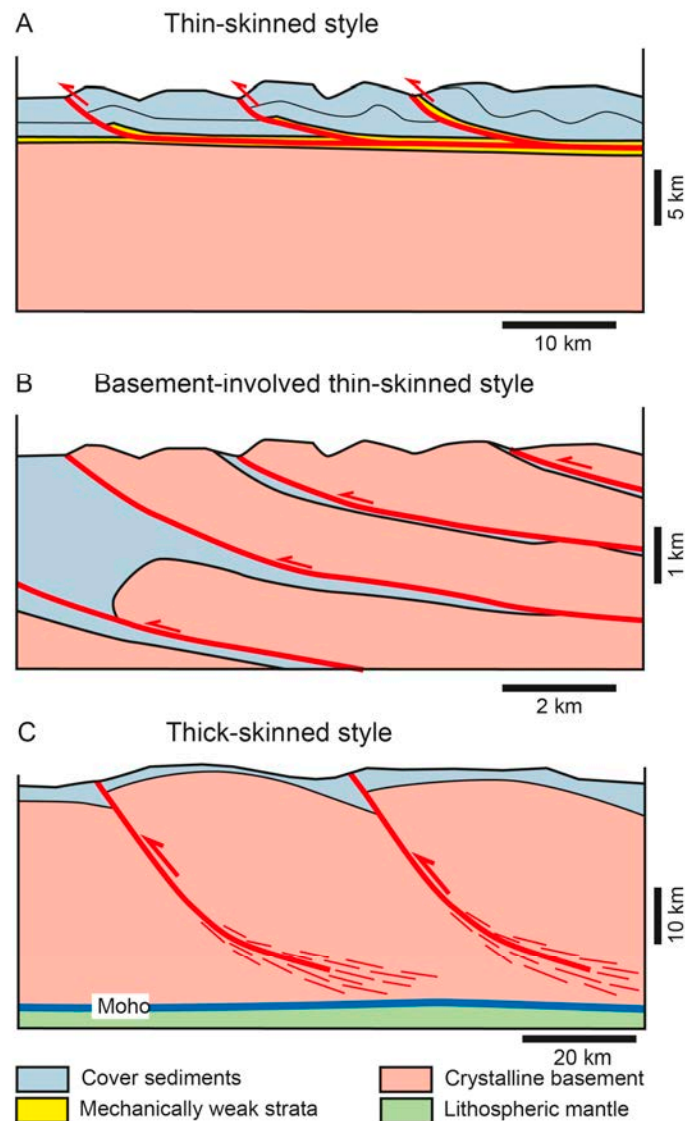 A Thin-skinned style
5 km
10 km
B Basement-involved thin-skinned style
1 km
2 km
C Thick-skinned style
10 km
Moho
20 km
Cover sediments
Crystalline basement
Mechanically weak strata
Lithospheric mantle